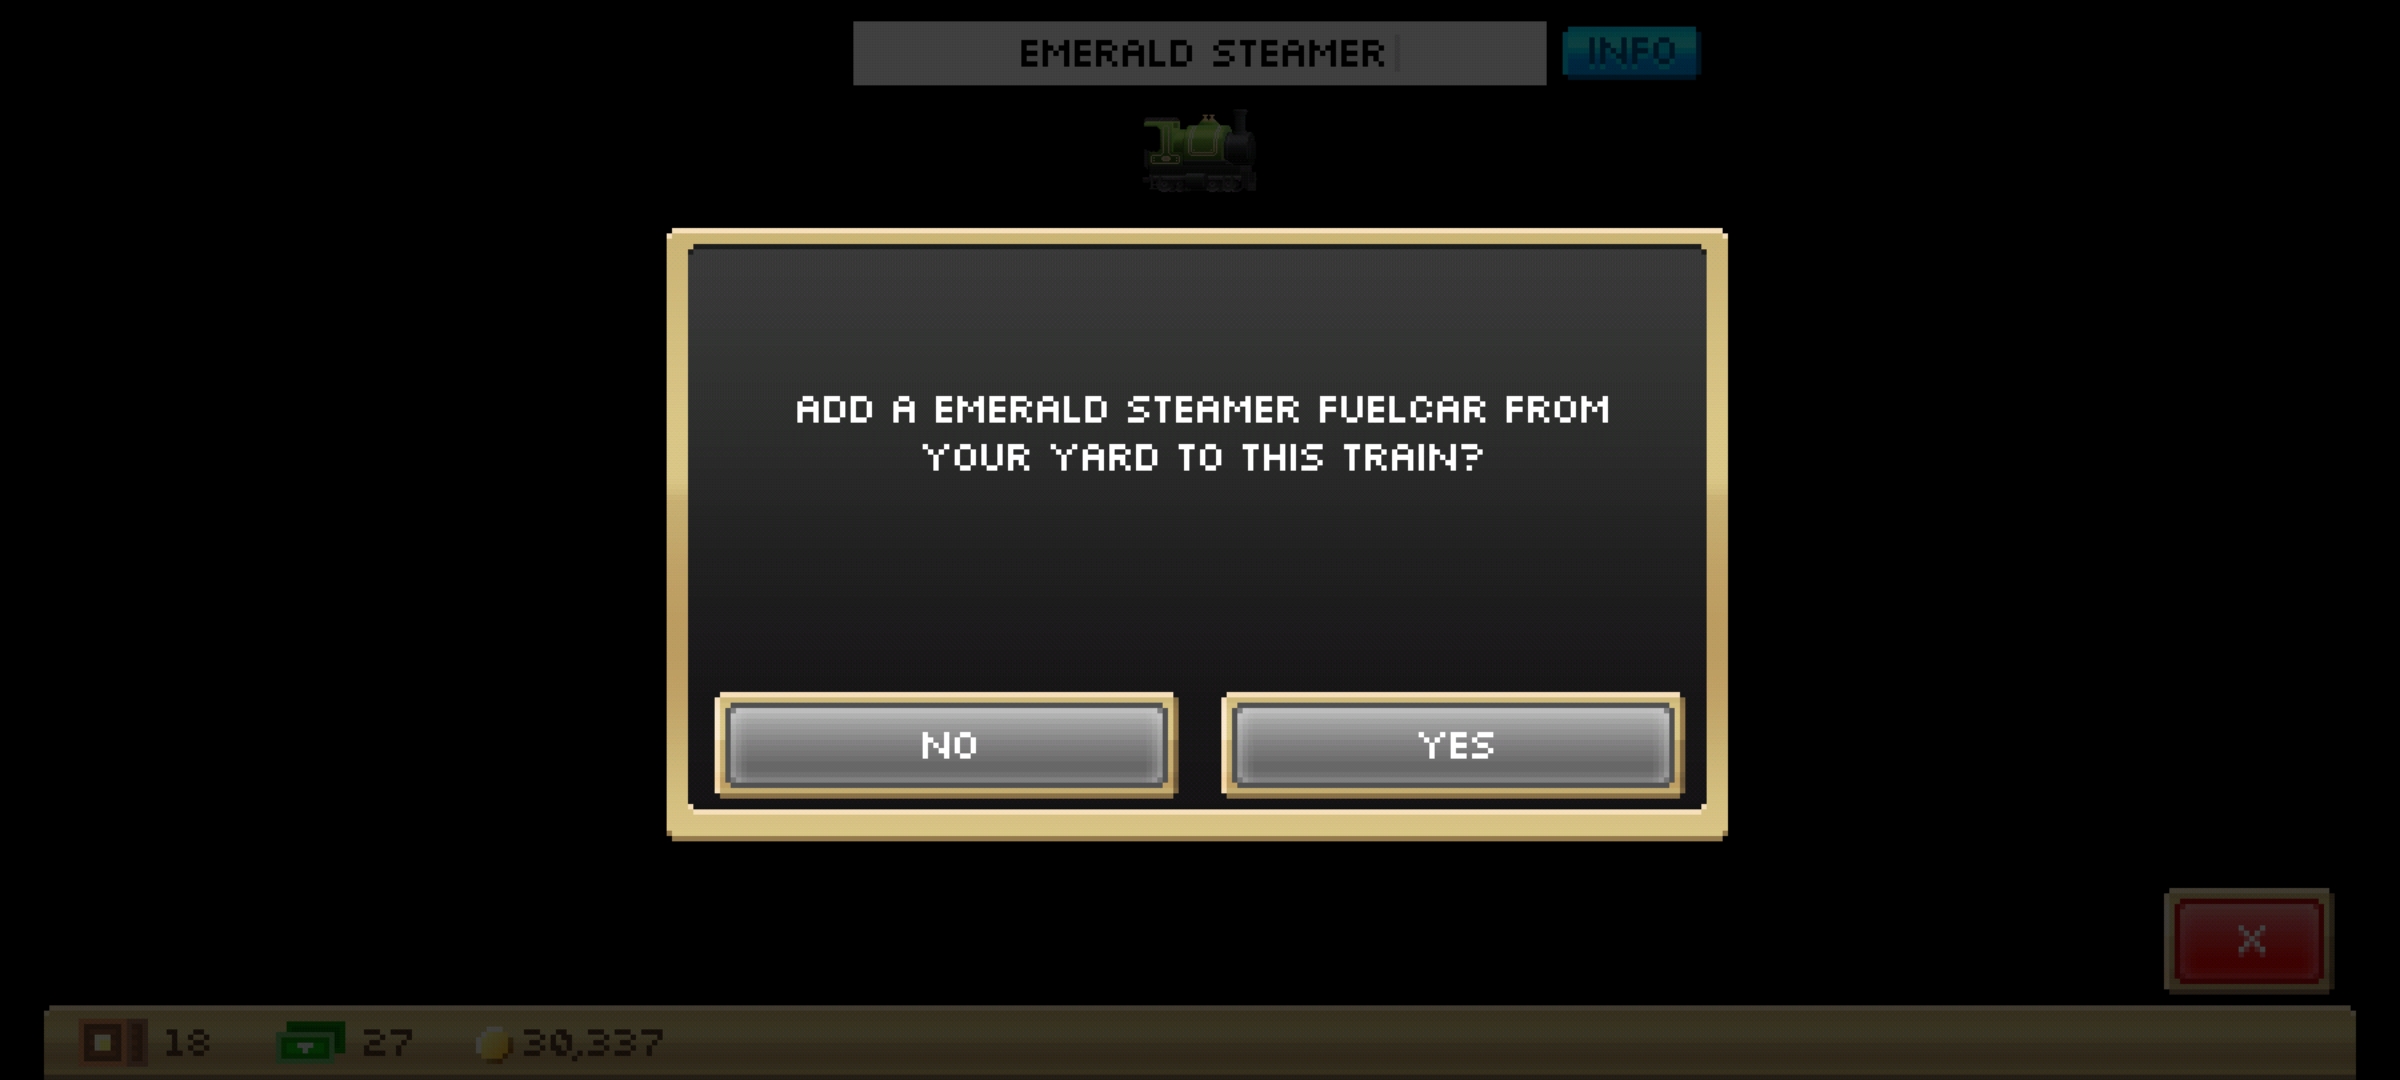 EMERALD STEAMER
INFO
ADD A EMERALD STEAMER FUELCAR FROM
YOUR YARD TO THIS TRAIN?
NO
YES
X
18
27
30,337